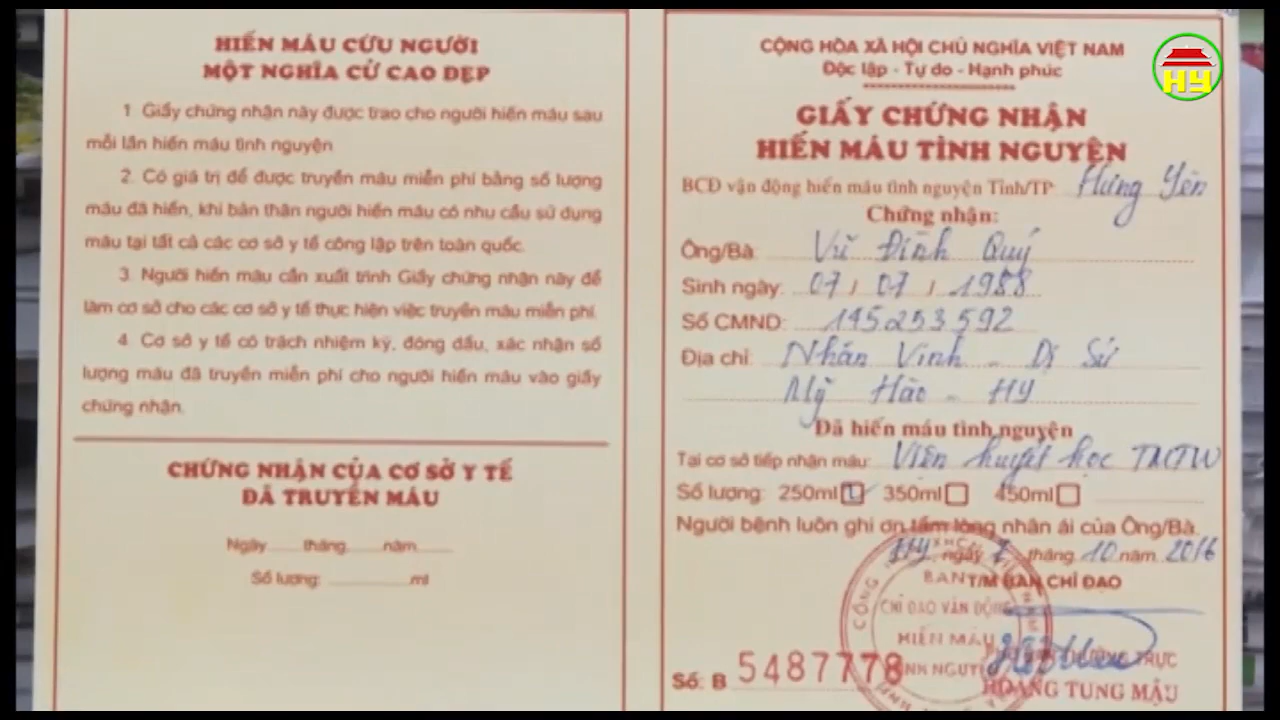 HIẾN MÁU CỨU NGƯỜI
MỘT NGHĨA CỬ CAO ĐẸP
1 Giấy chứng nhận này được trao cho người hiến máu sau
mỗi lần hiến máu tình nguyện
2. Có giá trị để được truyền máu miễn phí bằng số lượng
máu đã hiến, khi bản thân người hiến máu có nhu cầu sử dụng
máu tại tất cả các cơ sở y tế công lập trên toàn quốc.
3. Người hiến máu cần xuất trình Giấy chứng nhận này để
làm cơ sở cho các cơ sở y tế thực hiện việc truyền máu miễn phí.
4. Cơ sở y tế có trách nhiệm ký, đóng dấu, xác nhận số
lượng máu đã truyền miễn phí cho người hiến máu vào giấy
chứng nhận.
CHỨNG NHẬN CỦA CƠ SỞ Y TẾ
ĐÃ TRUYỀN MÁU
Ngày tháng năm
Số lượng: ml
CỘNG HÒA XÃ HỘI CHỦ NGHĨA VIỆT NAM
Độc lập - Tự do - Hạnh phúc
GIẤY CHỨNG NHẬN
HIẾN MÁU TÌNH NGUYỆN
BCĐ vận động hiến máu tình nguyện Tỉnh/TP Hưng Yên
Chứng nhận:
Ông/Bà: Vũ Đình Quý
Sinh ngày: 07 / 07 / 1988
Số CMND: 145253592
Địa chỉ: Nhân Vinh - Dị Sử
Mỹ Hào - HY
Đã hiến máu tình nguyện
Tại cơ sở tiếp nhận máu: Viện huyết học TMTW
Số lượng: 250ml 350ml 450ml
Người bệnh luôn ghi ơn tấm lòng nhân ái của Ông/Bà.
HY, ngày 7 tháng 10 năm 2016
T/M BAN CHỈ ĐẠO
BAN
CHỈ ĐẠO VẬN ĐỘNG
HIẾN MÁU
TÌNH NGUYỆN
HOÀNG TUNG MẬU
Số: B 5487778
HY